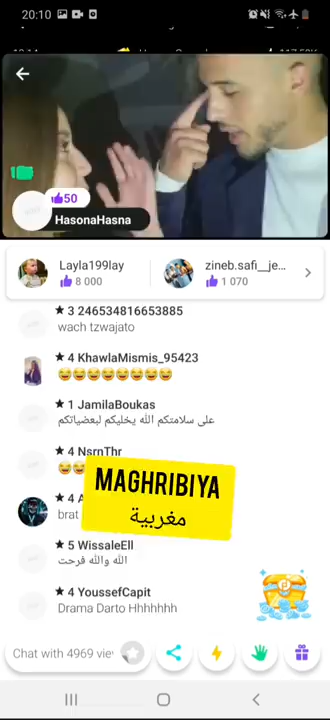 20:10
50
HasonaHasna
Layla199lay
8 000
zineb.safi__je...
1 070
★ 3 246534816653885
wach tzwajato
★ 4 KhawlaMismis_95423
😂😂😂😂😂😂😂😂
★ 1 JamilaBoukas
على سلامتكم الله يخليكم لبعضياتكم
★ 4 NsrnThr
😂😂
★ 4 A
brat
MAGHRIBIYA
مغربية
★ 5 WissaleEll
الله والله فرحت
★ 4 YoussefCapit
Drama Darto Hhhhhhh
Chat with 4969 vie